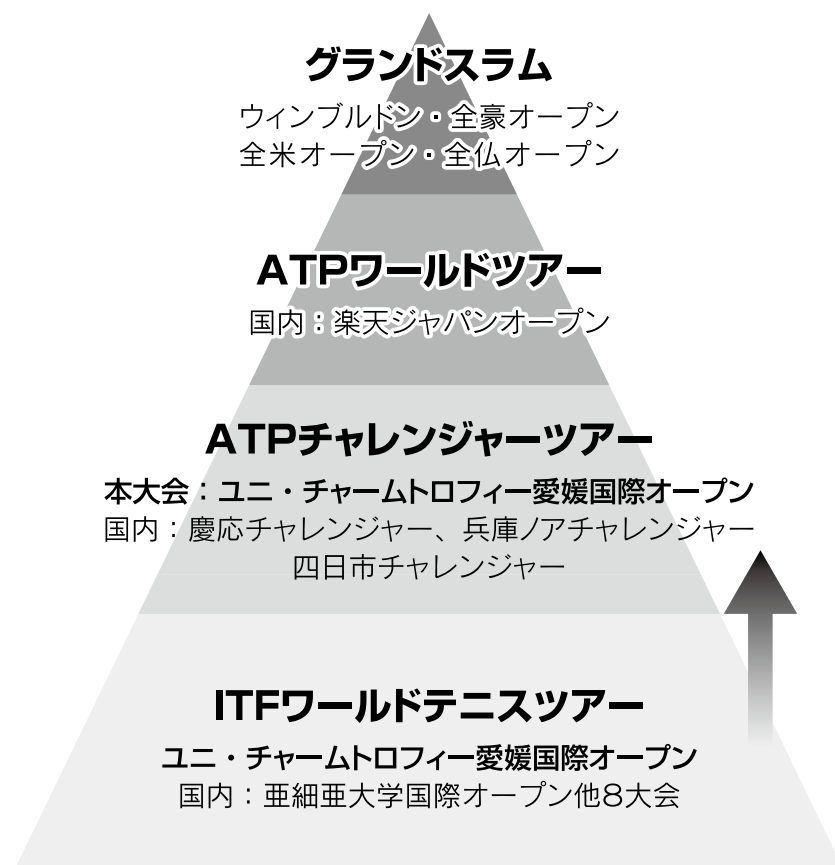 グランドスラム
ウィンブルドン・全豪オープン
全米オープン・全仏オープン
ATPワールドツアー
国内：楽天ジャパンオープン
ATPチャレンジャーツアー
本大会：ユニ・チャームトロフィー愛媛国際オープン
国内：慶応チャレンジャー、兵庫ノアチャレンジャー
四日市チャレンジャー
ITFワールドテニスツアー
ユニ・チャームトロフィー愛媛国際オープン
国内：亜細亜大学国際オープン他8大会